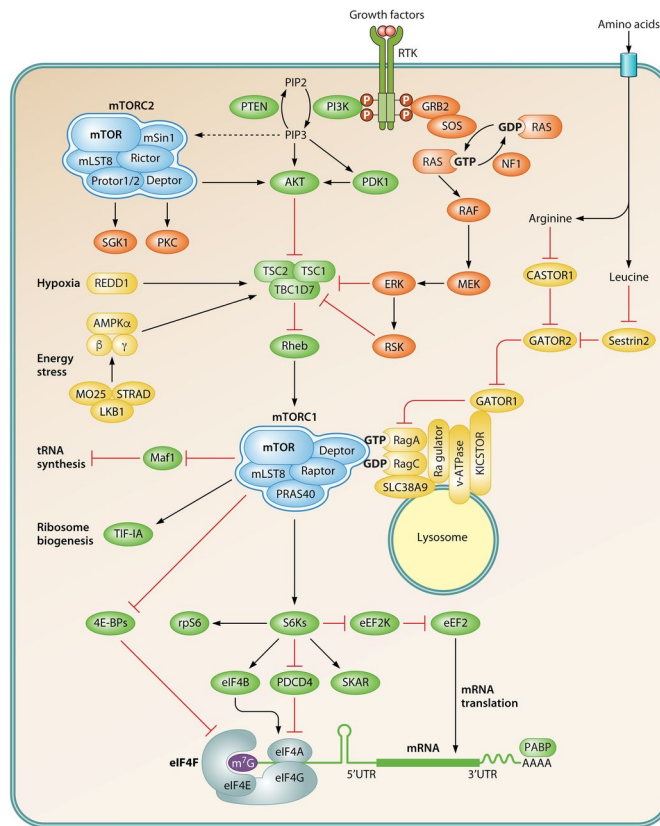 Growth factors
Amino acids
RTK
PIP2
PTEN
PI3K
P
P
P
P
GRB2
SOS
GDP
RAS
mTORC2
mTOR
mSin1
PIP3
RAS
GTP
NF1
mLST8
Rictor
Protor1/2
Deptor
AKT
PDK1
RAF
Arginine
SGK1
PKC
TSC2
TSC1
TBC1D7
ERK
MEK
CASTOR1
Leucine
Hypoxia
REDD1
AMPKα
β
γ
Rheb
RSK
GATOR2
Sestrin2
Energy
stress
MO25
STRAD
LKB1
GATOR1
mTORC1
mTOR
Deptor
GTP
RagA
GDP
RagC
Ra gulator
v-ATPase
KICSTOR
tRNA
synthesis
Maf1
mLST8
Raptor
PRAS40
SLC38A9
Ribosome
biogenesis
TIF-IA
Lysosome
4E-BPs
rpS6
S6Ks
eEF2K
eEF2
eIF4B
PDCD4
SKAR
mRNA
translation
eIF4F
m7G
eIF4A
eIF4E
eIF4G
mRNA
5'UTR
3'UTR
PABP
AAAA